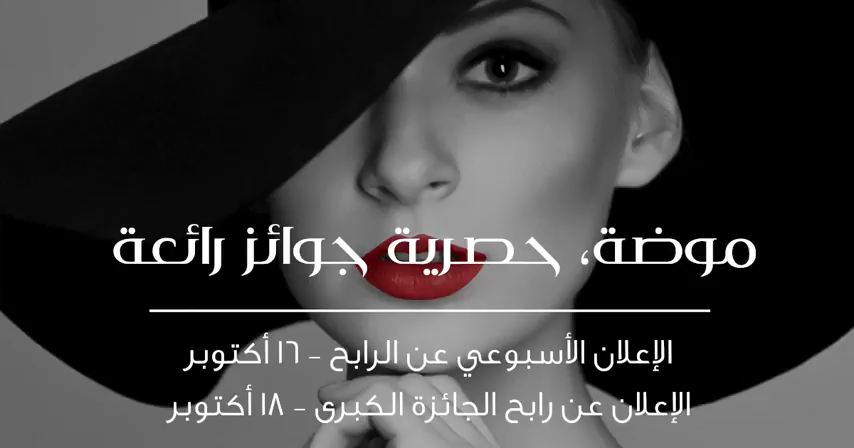 موضة، حصرية جوائز رائعة
الإعلان الأسبوعي عن الرابح - ١٦ أكتوبر
الإعلان عن رابح الجائزة الكبرى - ١٨ أكتوبر